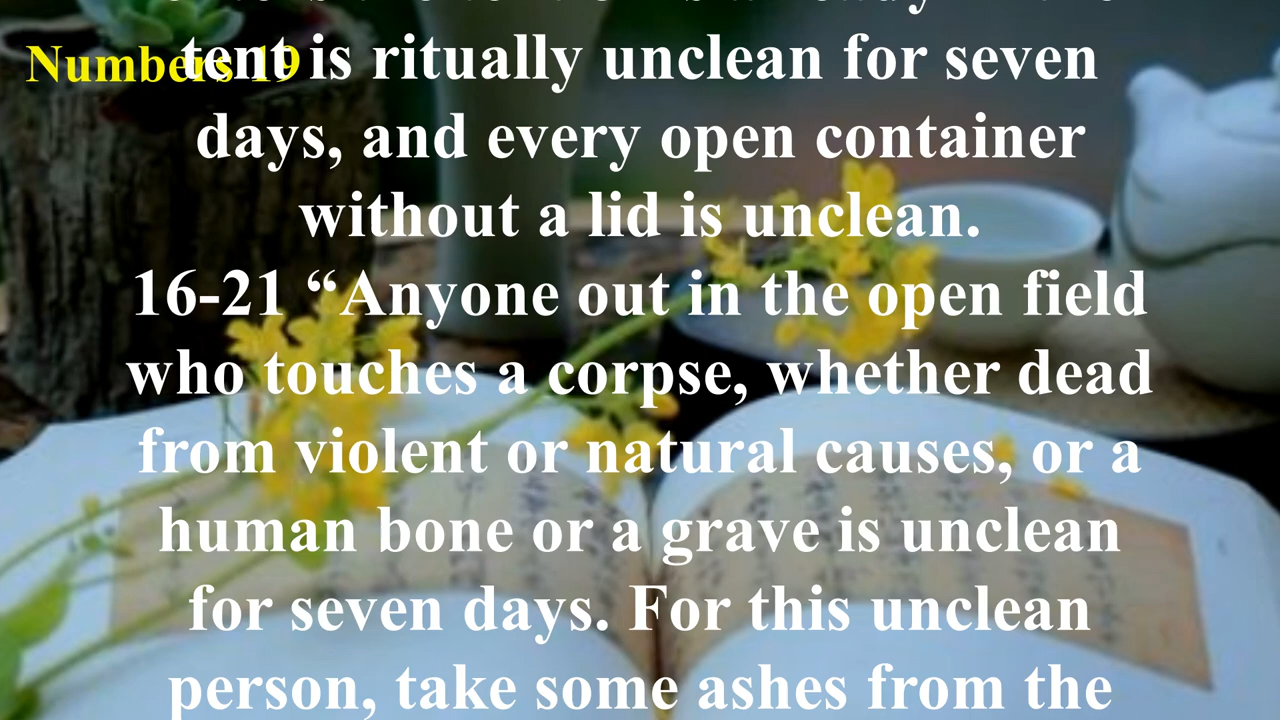 Numbers 19
tent is ritually unclean for seven
days, and every open container
without a lid is unclean.
16-21 “Anyone out in the open field
who touches a corpse, whether dead
from violent or natural causes, or a
human bone or a grave is unclean
for seven days. For this unclean
person, take some ashes from the